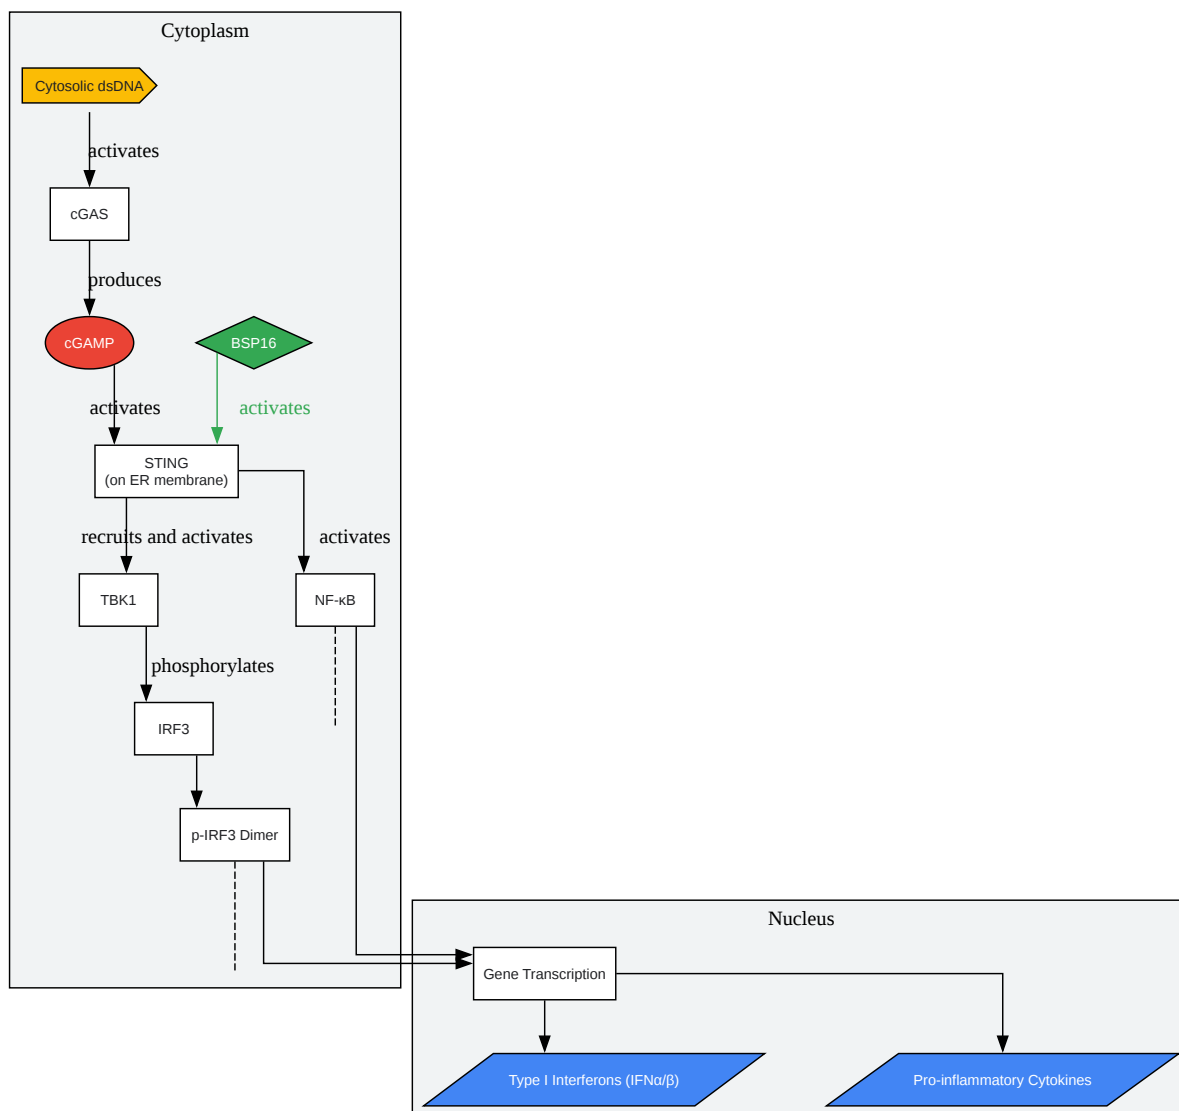 Cytoplasm
Cytosolic dsDNA
activates
cGAS
produces
cGAMP
BSP16
activates
activates
STING
(on ER membrane)
recruits and activates
activates
TBK1
NF-κB
phosphorylates
IRF3
p-IRF3 Dimer
Nucleus
Gene Transcription
Type I Interferons (IFNα/β)
Pro-inflammatory Cytokines